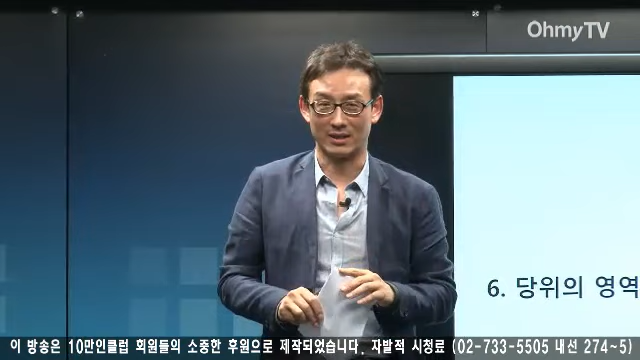 OhmyTV
6. 당위의 영역
이 방송은 10만인클럽 회원들의 소중한 후원으로 제작되었습니다. 자발적 시청료 (02-733-5505 내선 274~5)